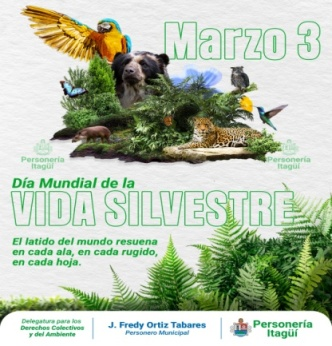 Marzo 3
Personería
Itagüí
Personería
Itagüí
Día Mundial de la
VIDA SILVESTRE
El latido del mundo resuena
en cada ala, en cada rugido,
en cada hoja.
Delegatura para los
Derechos Colectivos
y del Ambiente
J. Fredy Ortiz Tabares
Personero Municipal
Personería
Itagüí